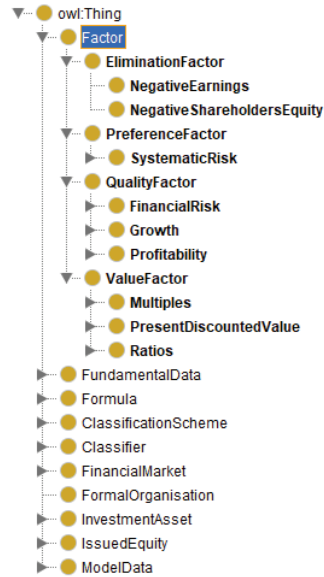 owl:Thing
Factor
EliminationFactor
NegativeEarnings
NegativeShareholdersEquity
PreferenceFactor
SystematicRisk
QualityFactor
FinancialRisk
Growth
Profitability
ValueFactor
Multiples
PresentDiscountedValue
Ratios
FundamentalData
Formula
ClassificationScheme
Classifier
FinancialMarket
FormalOrganisation
InvestmentAsset
IssuedEquity
ModelData